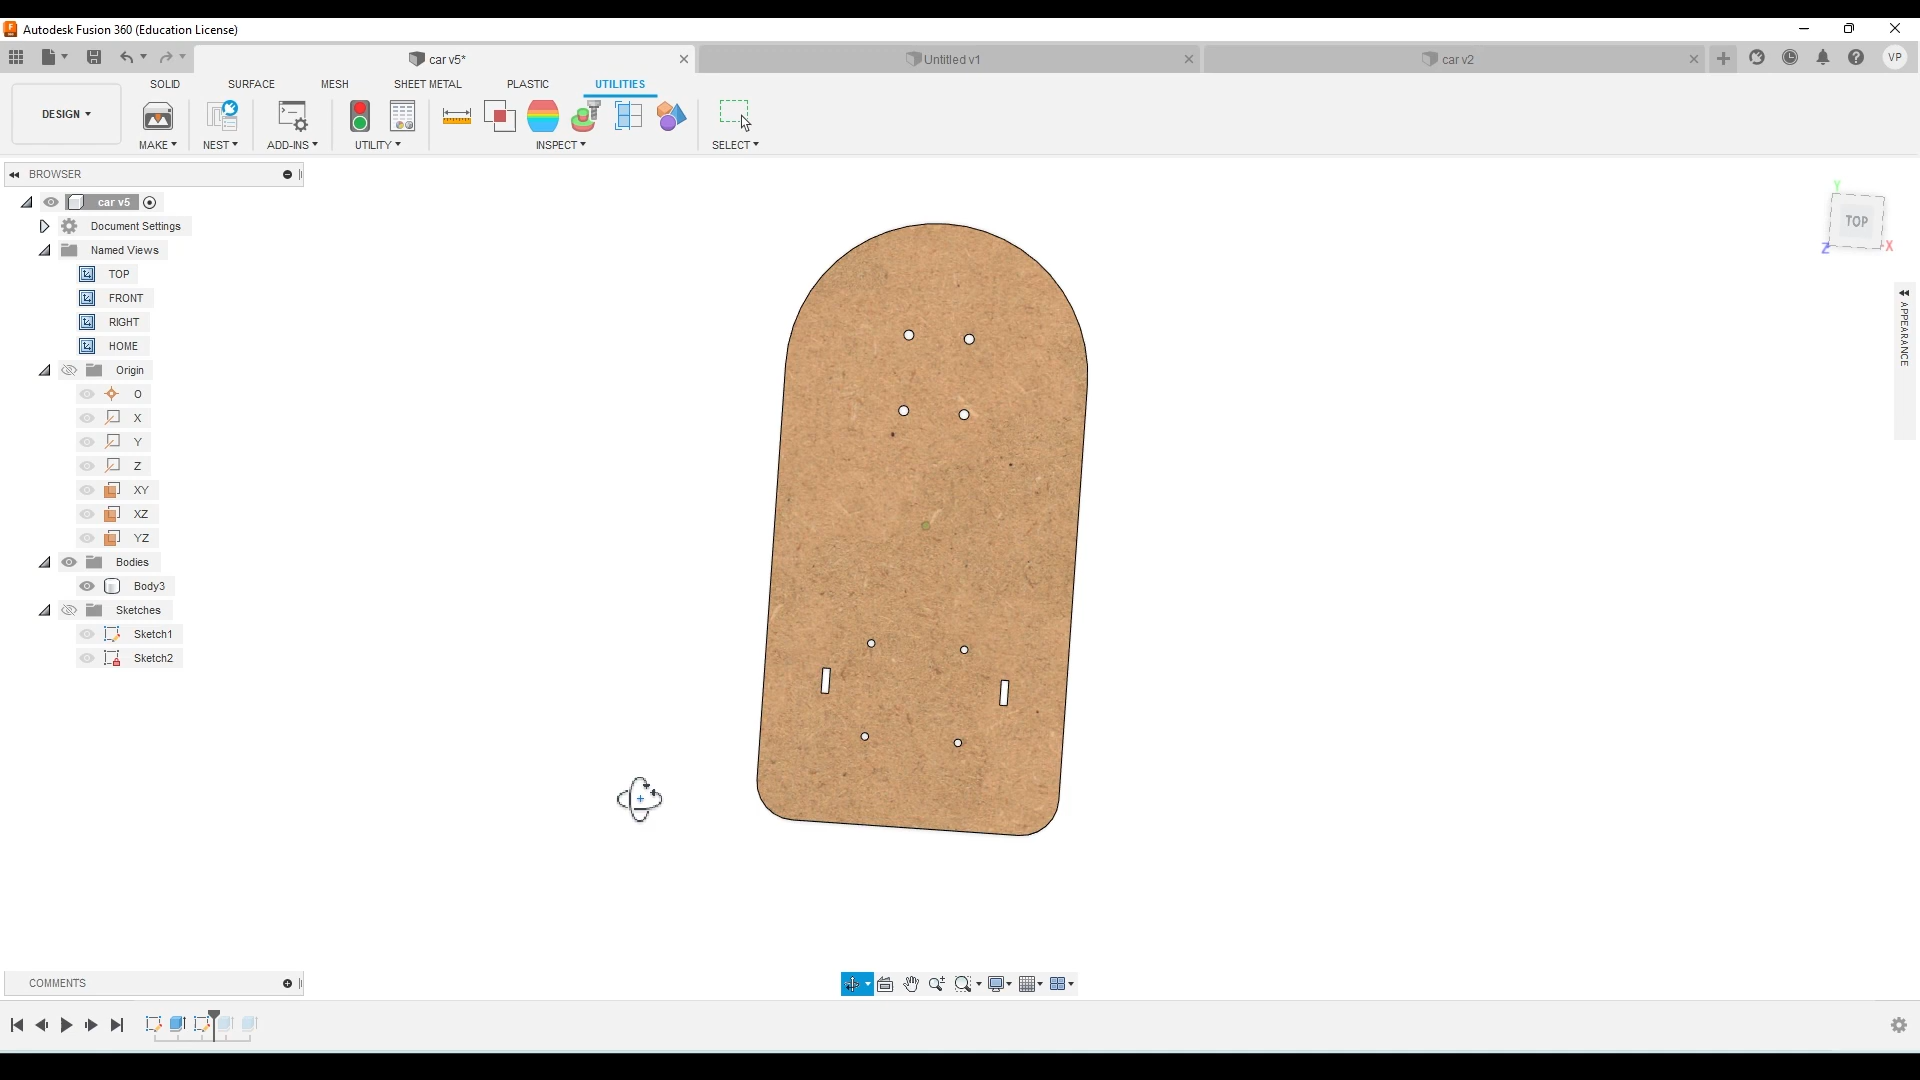 Autodesk Fusion 360 (Education License)
car v5*
Untitled v1
car v2
VP
SOLID
SURFACE
MESH
SHEET METAL
PLASTIC
UTILITIES
DESIGN
MAKE
NEST
ADD-INS
UTILITY
INSPECT
SELECT
BROWSER
car v5
Document Settings
Named Views
TOP
FRONT
RIGHT
HOME
Origin
O
X
Y
Z
XY
XZ
YZ
Bodies
Body3
Sketches
Sketch1
Sketch2
Y
TOP
Z
X
APPEARANCE
COMMENTS